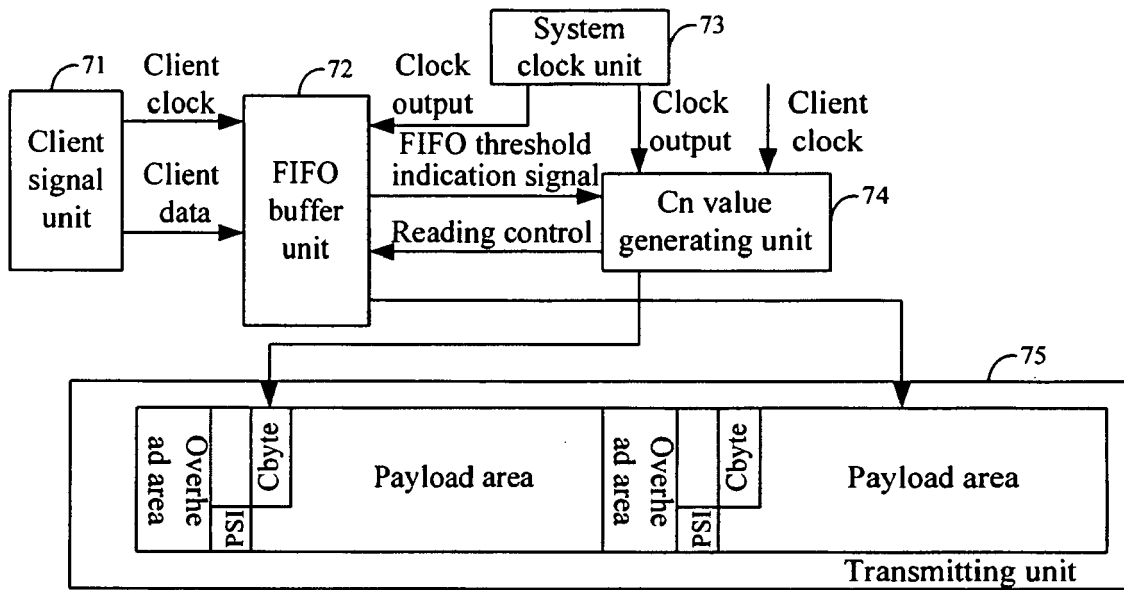 71
Client
signal
unit
Client
clock
Client
data
72
FIFO
buffer
unit
System
clock unit
73
Clock
output
Clock
output
Client
clock
FIFO threshold
indication signal
Reading control
Cn value
generating unit
74
75
Overhe
ad area
PSI
Cbyte
Payload area
Overhe
ad area
PSI
Cbyte
Payload area
Transmitting unit